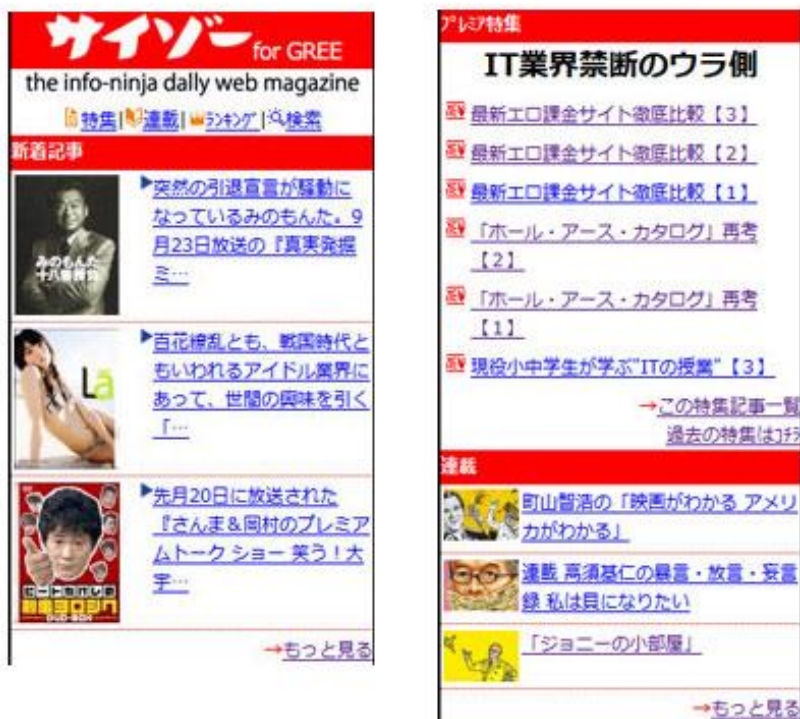 サイゾー for GREE
the info-ninja dally web magazine
特集|連載|ﾗﾝｷﾝｸﾞ|検索
新着記事
突然の引退宣言が騒動に
なっているみのもんた。9
月23日放送の『真実発掘
ミ…
みのもんた
百花繚乱とも、戦国時代と
もいわれるアイドル業界に
あって、世間の興味を引く
「…
La
先月20日に放送された
『さんま&岡村のプレミア
ムトーク ショー 笑う!大
宇…
DVD-BOX
→もっと見る
ﾌﾟﾚﾐｱ特集
IT業界禁断のウラ側
最新エロ課金サイト徹底比較【3】
最新エロ課金サイト徹底比較【2】
最新エロ課金サイト徹底比較【1】
「ホール・アース・カタログ」再考
【2】
「ホール・アース・カタログ」再考
【1】
現役小中学生が学ぶ"ITの授業"【3】
→この特集記事一覧
過去の特集はｺﾁﾗ
連載
町山智浩の「映画がわかる アメリ
カがわかる」
連載 高須基仁の暴言・放言・妄言
録 私は貝になりたい
「ジョニーの小部屋」
→もっと見る